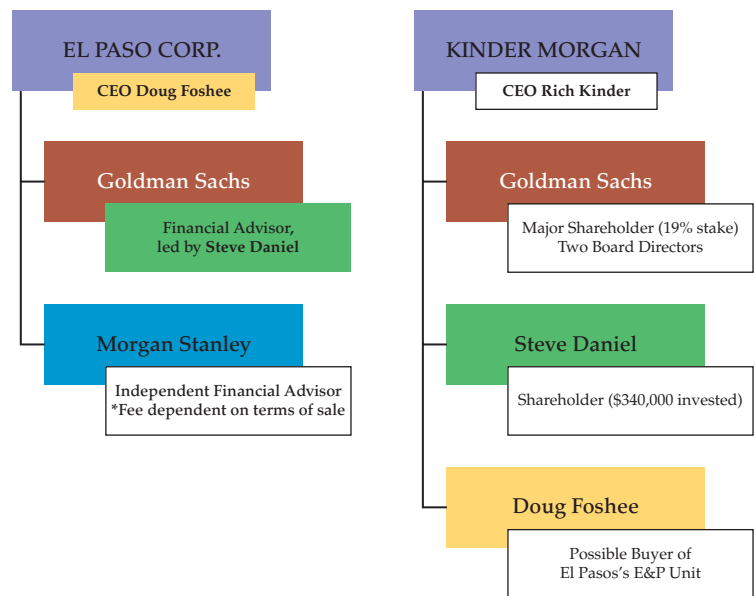 EL PASO CORP.
CEO Doug Foshee
Goldman Sachs
Financial Advisor,
led by Steve Daniel
Morgan Stanley
Independent Financial Advisor
*Fee dependent on terms of sale
KINDER MORGAN
CEO Rich Kinder
Goldman Sachs
Major Shareholder (19% stake)
Two Board Directors
Steve Daniel
Shareholder ($340,000 invested)
Doug Foshee
Possible Buyer of
El Pasos's E&P Unit